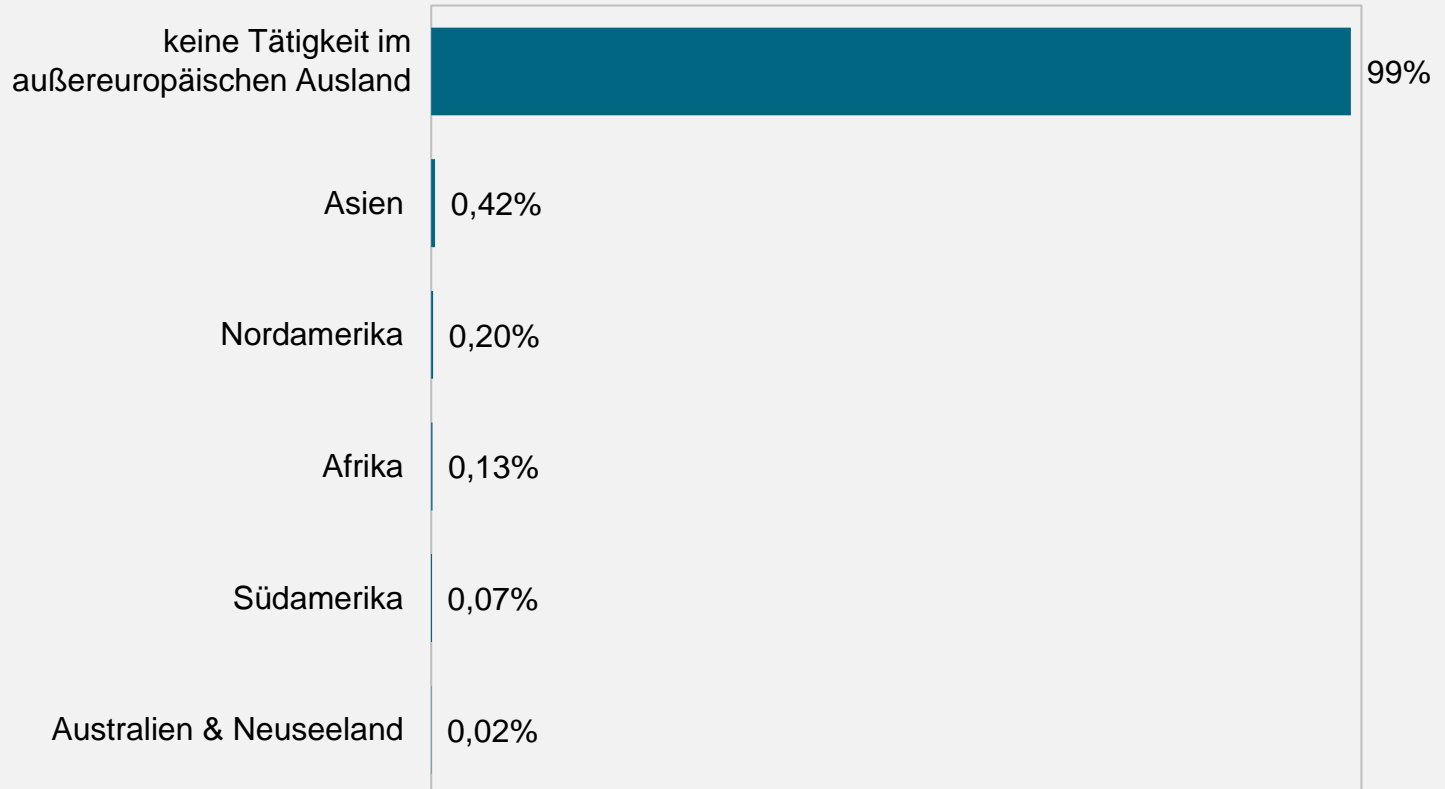 keine Tätigkeit im
außereuropäischen Ausland
99%
Asien
0,42%
Nordamerika
0,20%
Afrika
0,13%
Südamerika
0,07%
Australien & Neuseeland
0,02%